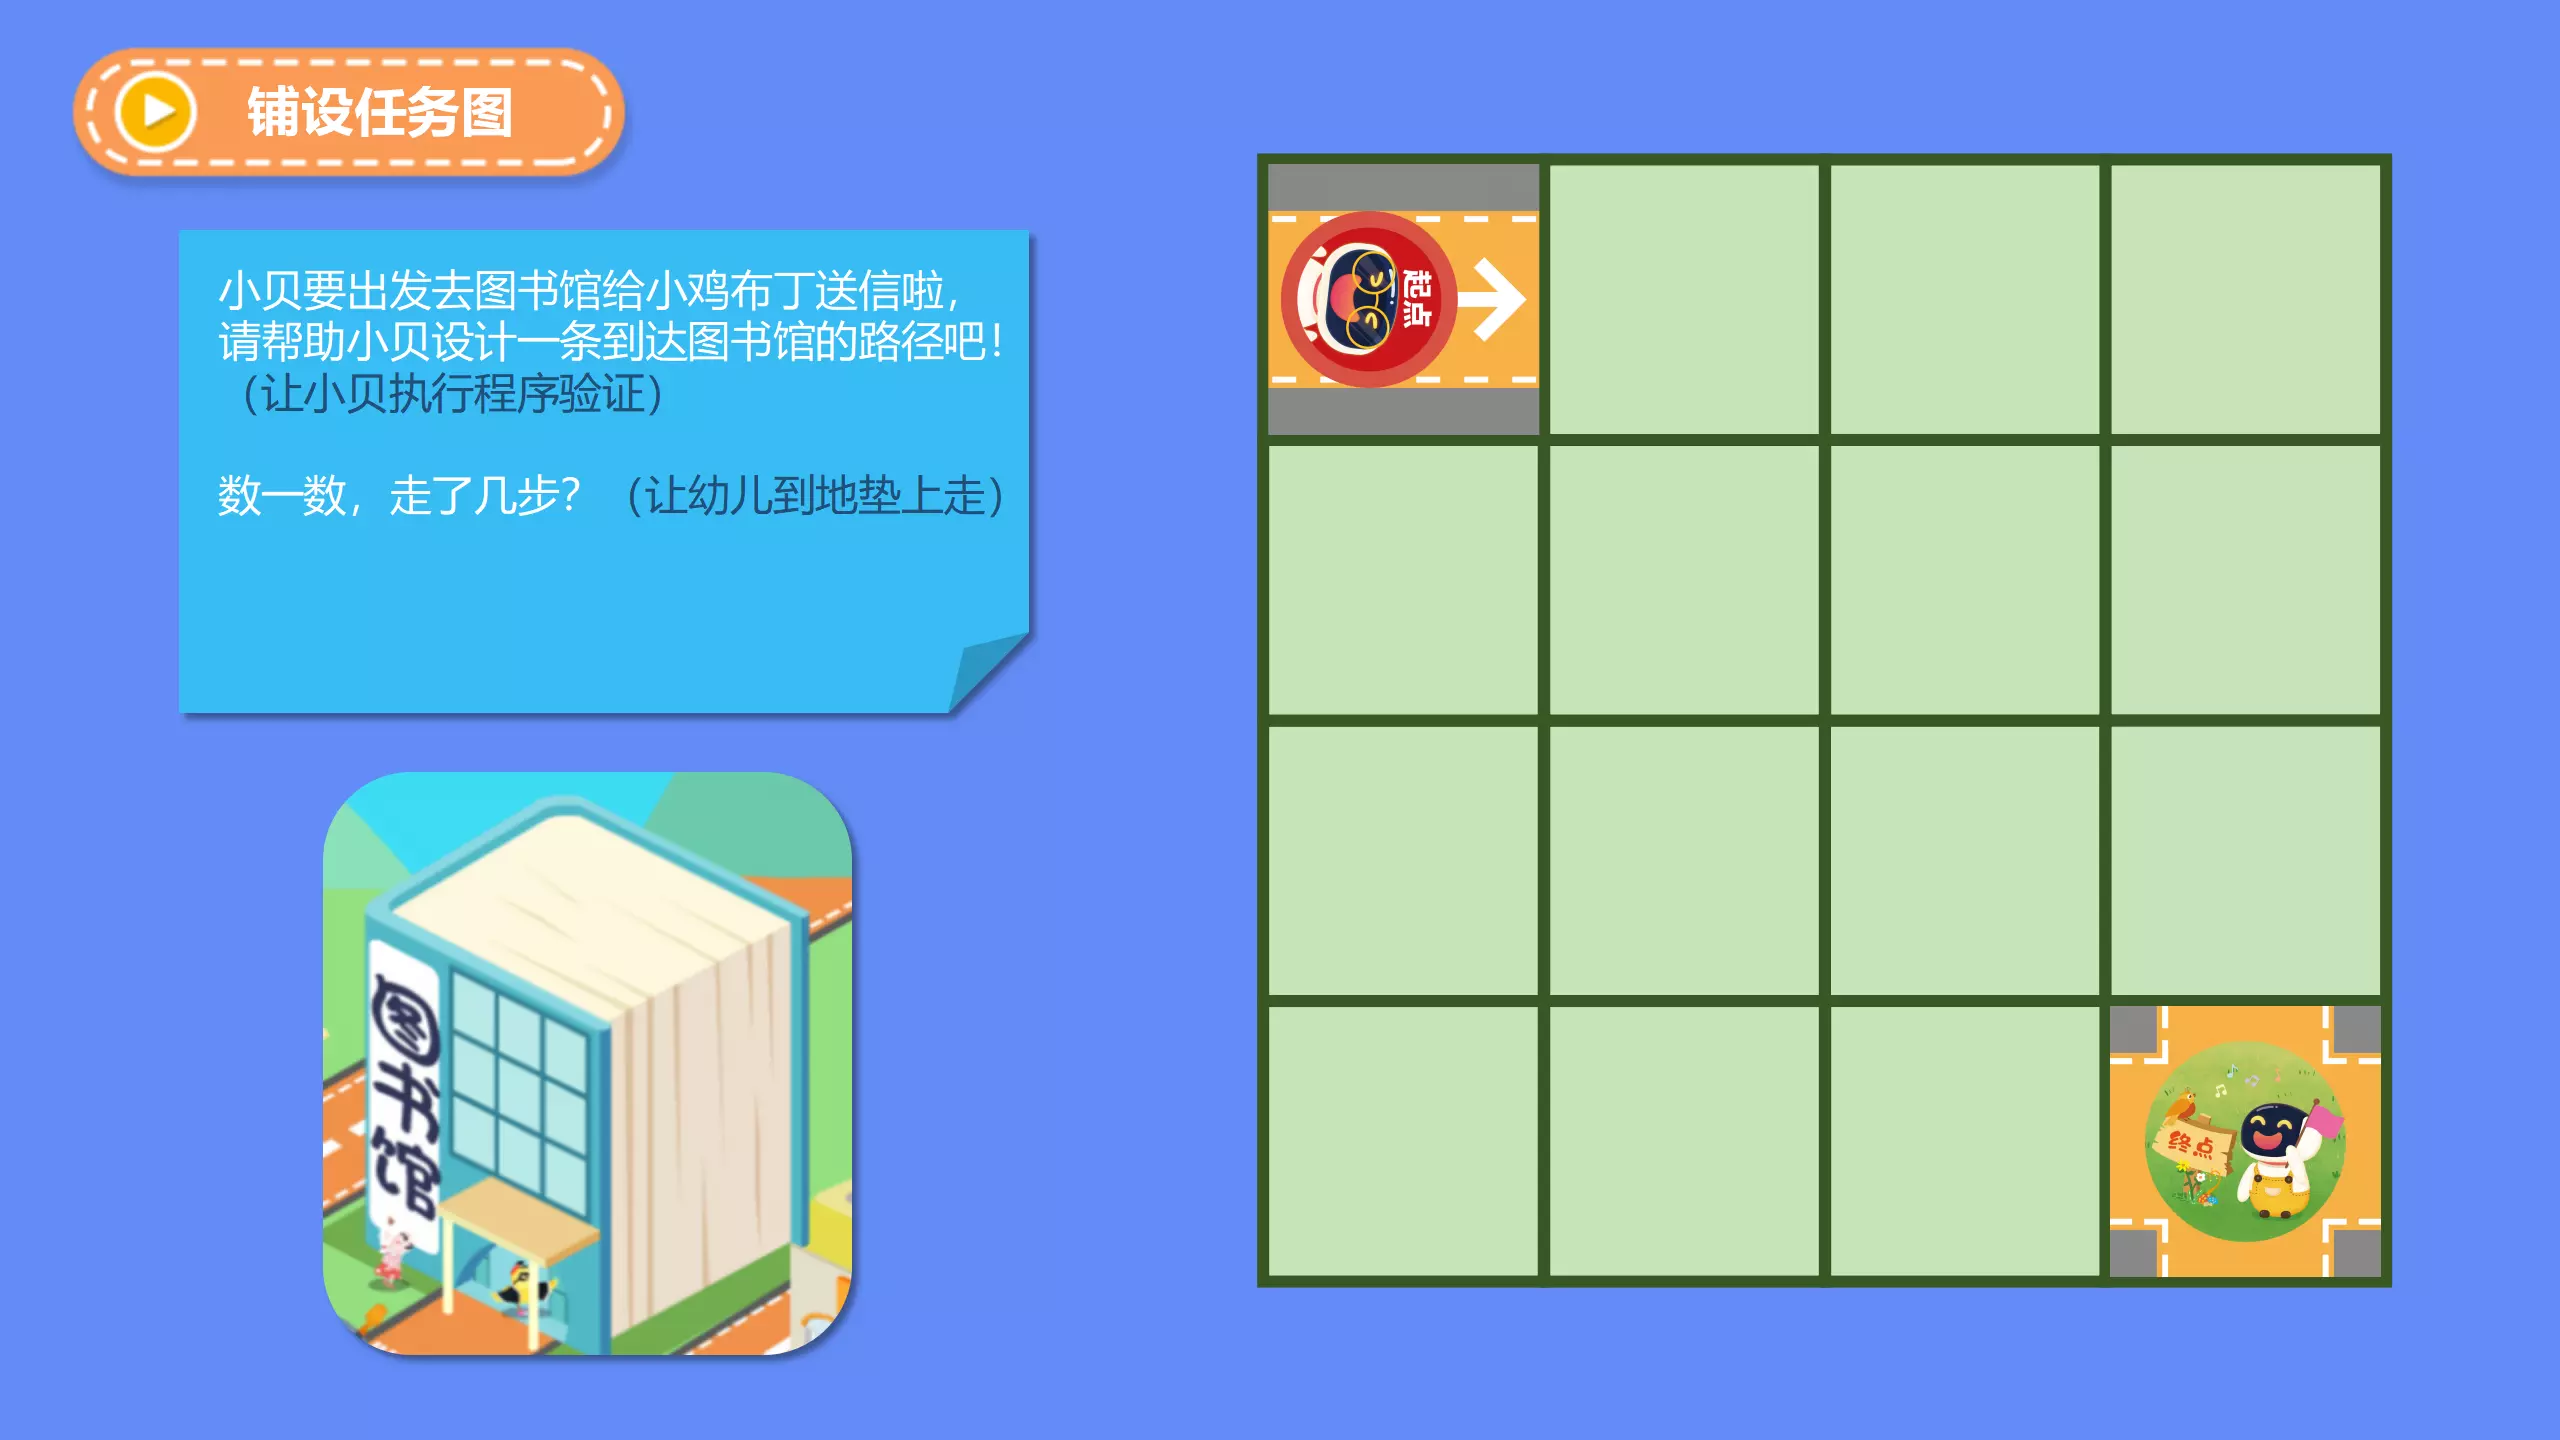 铺设任务图
小贝要出发去图书馆给小鸡布丁送信啦，
请帮助小贝设计一条到达图书馆的路径吧！
（让小贝执行程序验证）
数一数，走了几步？（让幼儿到地垫上走）
起点
图书馆
终点